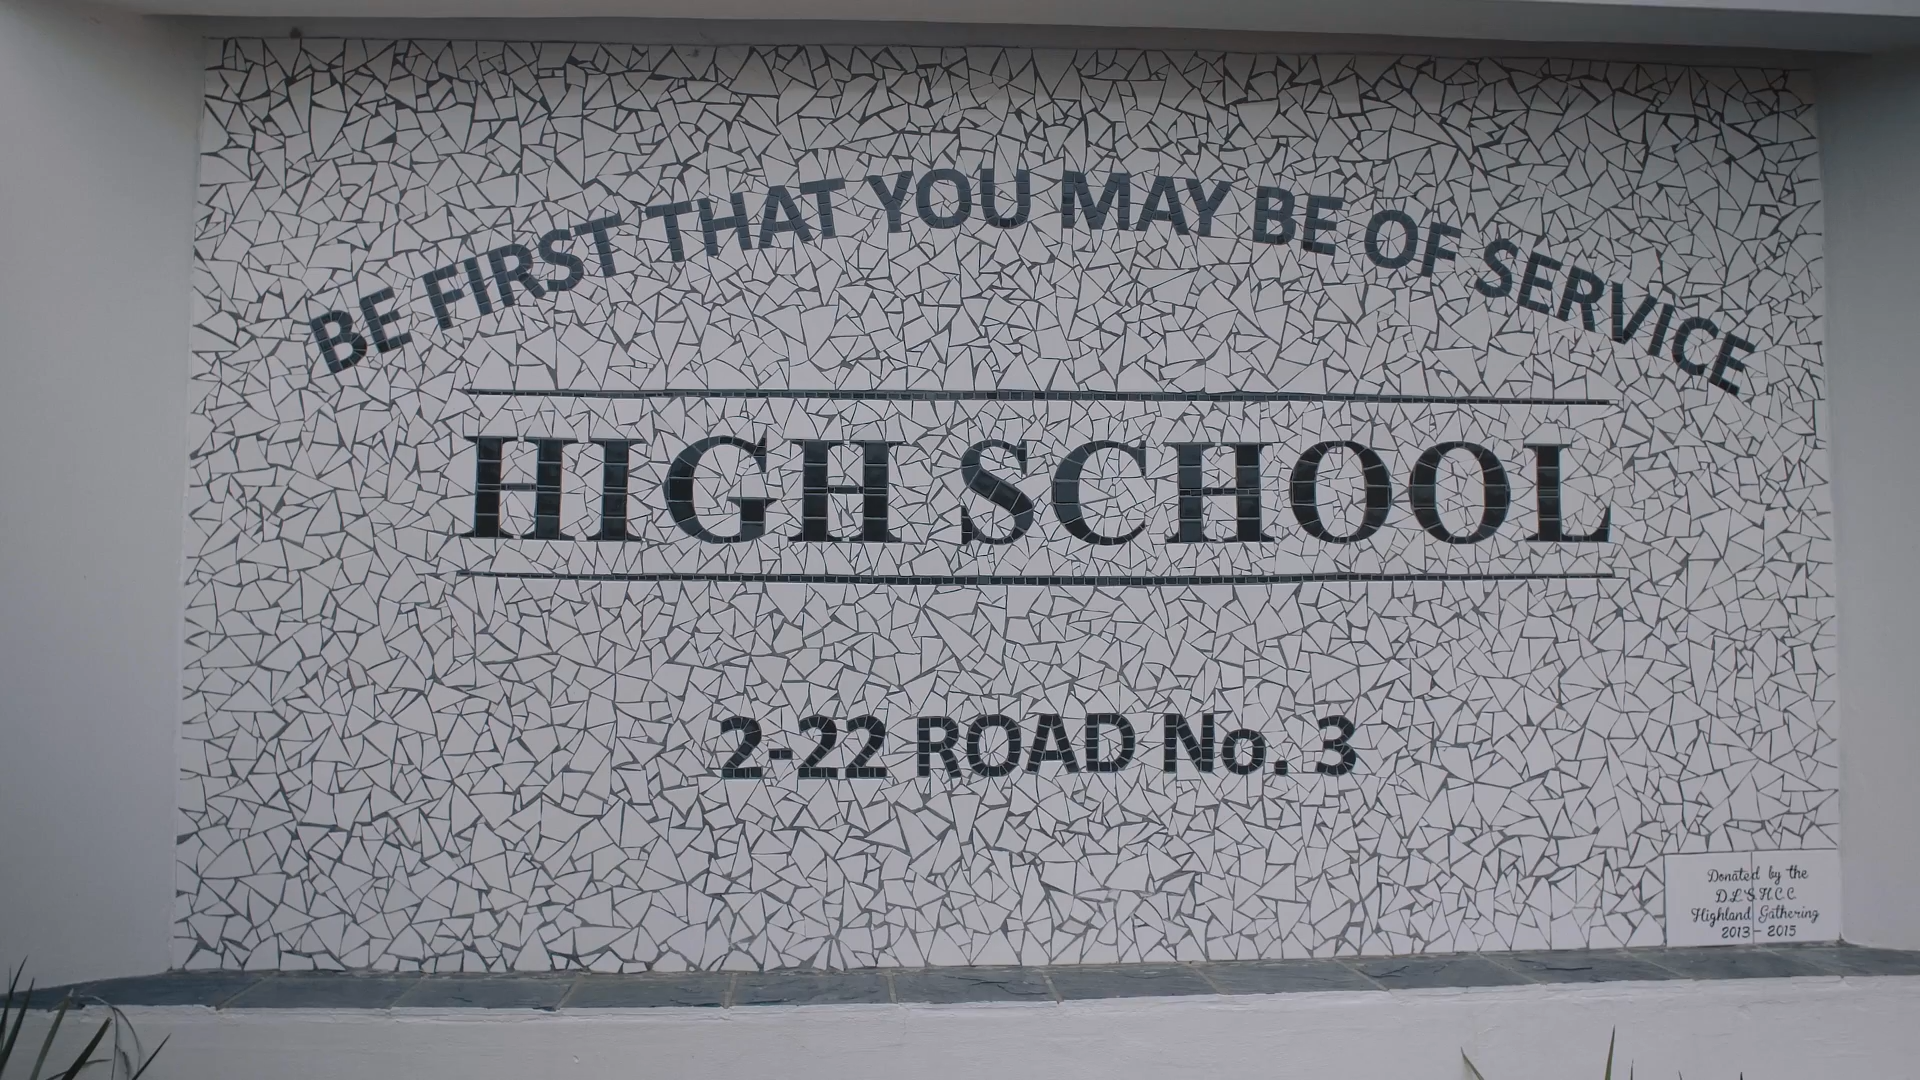 BE FIRST THAT YOU MAY BE OF SERVICE
HIGH SCHOOL
2-22 ROAD No. 3
Donated by the
D.L'S.H.C.C.
Highland Gathering
2013 - 2015